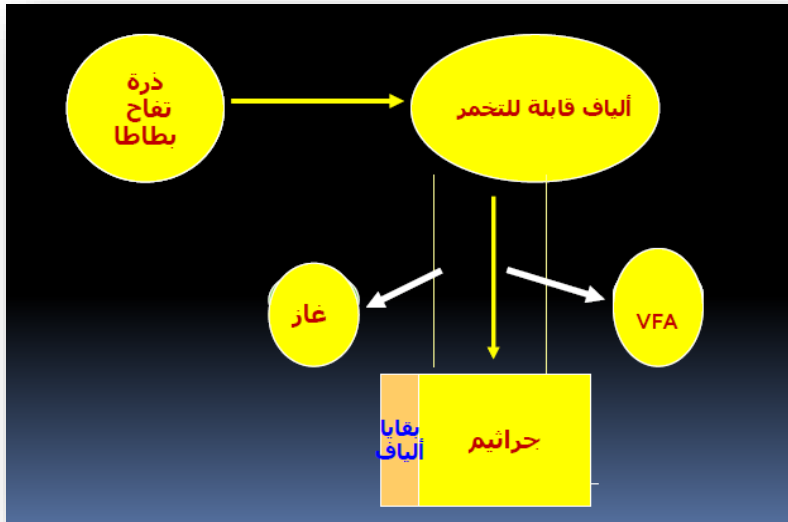 ذرة
تفاح
بطاطا
ألياف قابلة للتخمر
غاز
VFA
بقايا
ألياف
جراثيم